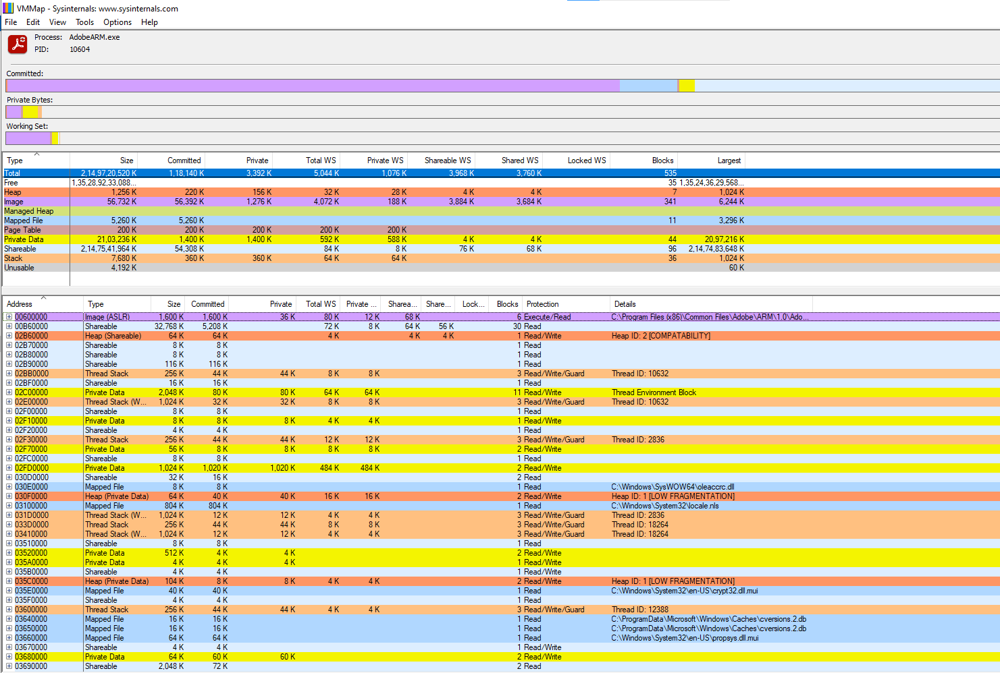 VMMap - Sysinternals: www.sysinternals.com
File Edit View Tools Options Help
Process: AdobeARM.exe
PID: 10604
Committed:
Private Bytes:
Working Set:
Type Size Committed Private Total WS Private WS Shareable WS Shared WS Locked WS Blocks Largest
Total 2,14,97,20,520 K 1,18,140 K 3,392 K 5,044 K 1,076 K 3,968 K 3,760 K 535
Free 1,35,28,92,33,088... 35 1,35,24,36,29,568...
Heap 1,256 K 220 K 156 K 32 K 28 K 4 K 4 K 7 1,024 K
Image 56,732 K 56,392 K 1,276 K 4,072 K 188 K 3,884 K 3,684 K 341 6,244 K
Managed Heap
Mapped File 5,260 K 5,260 K 11 3,296 K
Page Table 200 K 200 K 200 K 200 K 200 K
Private Data 21,03,236 K 1,400 K 1,400 K 592 K 588 K 4 K 4 K 44 20,97,216 K
Shareable 2,14,75,41,964 K 54,308 K 84 K 8 K 76 K 68 K 96 2,14,74,83,648 K
Stack 7,680 K 360 K 360 K 64 K 64 K 36 1,024 K
Unusable 4,192 K 60 K
Address Type Size Committed Private Total WS Private ... Sharea... Share... Lock... Blocks Protection Details
00600000 Image (ASLR) 1,600 K 1,600 K 36 K 80 K 12 K 68 K 6 Execute/Read C:\Program Files (x86)\Common Files\Adobe\ARM\1.0\Ado...
00B60000 Shareable 32,768 K 5,208 K 72 K 8 K 64 K 56 K 30 Read
02B60000 Heap (Shareable) 64 K 64 K 4 K 4 K 4 K 1 Read/Write Heap ID: 2 [COMPATABILITY]
02B70000 Shareable 8 K 8 K 1 Read
02B80000 Shareable 8 K 8 K 1 Read
02B90000 Shareable 116 K 116 K 1 Read
02BB0000 Thread Stack 256 K 44 K 44 K 8 K 8 K 3 Read/Write/Guard Thread ID: 10632
02BF0000 Shareable 16 K 16 K 1 Read
02C00000 Private Data 2,048 K 80 K 80 K 64 K 64 K 11 Read/Write Thread Environment Block
02E00000 Thread Stack (W... 1,024 K 32 K 32 K 8 K 8 K 3 Read/Write/Guard Thread ID: 10632
02F00000 Shareable 8 K 8 K 1 Read
02F10000 Private Data 8 K 8 K 8 K 4 K 4 K 1 Read/Write
02F20000 Shareable 4 K 4 K 1 Read
02F30000 Thread Stack 256 K 44 K 44 K 12 K 12 K 3 Read/Write/Guard Thread ID: 2836
02F70000 Private Data 56 K 8 K 8 K 8 K 8 K 2 Read/Write
02FC0000 Shareable 8 K 8 K 1 Read
02FD0000 Private Data 1,024 K 1,020 K 1,020 K 484 K 484 K 2 Read/Write
030D0000 Shareable 32 K 16 K 2 Read
030E0000 Mapped File 8 K 8 K 1 Read C:\Windows\SysWOW64\oleaccrc.dll
030F0000 Heap (Private Data) 64 K 40 K 40 K 16 K 16 K 2 Read/Write Heap ID: 1 [LOW FRAGMENTATION]
03100000 Mapped File 804 K 804 K 1 Read C:\Windows\System32\locale.nls
031D0000 Thread Stack (W... 1,024 K 12 K 12 K 4 K 4 K 3 Read/Write/Guard Thread ID: 2836
033D0000 Thread Stack 256 K 44 K 44 K 8 K 8 K 3 Read/Write/Guard Thread ID: 18264
03410000 Thread Stack (W... 1,024 K 12 K 12 K 4 K 4 K 3 Read/Write/Guard Thread ID: 18264
03510000 Shareable 8 K 8 K 1 Read
03520000 Private Data 512 K 4 K 4 K 2 Read/Write
035A0000 Private Data 4 K 4 K 4 K 1 Read/Write
035B0000 Shareable 4 K 4 K 1 Read
035C0000 Heap (Private Data) 104 K 8 K 8 K 4 K 4 K 2 Read/Write Heap ID: 1 [LOW FRAGMENTATION]
035E0000 Mapped File 40 K 40 K 1 Read C:\Windows\System32\en-US\crypt32.dll.mui
035F0000 Shareable 4 K 4 K 1 Read
03600000 Thread Stack 256 K 44 K 44 K 4 K 4 K 3 Read/Write/Guard Thread ID: 12388
03640000 Mapped File 16 K 16 K 1 Read C:\ProgramData\Microsoft\Windows\Caches\cversions.2.db
03650000 Mapped File 16 K 16 K 1 Read C:\ProgramData\Microsoft\Windows\Caches\cversions.2.db
03660000 Mapped File 64 K 64 K 1 Read C:\Windows\System32\en-US\propsys.dll.mui
03670000 Shareable 4 K 4 K 1 Read/Write
03680000 Private Data 64 K 60 K 60 K 2 Read/Write
03690000 Shareable 2,048 K 72 K 2 Read